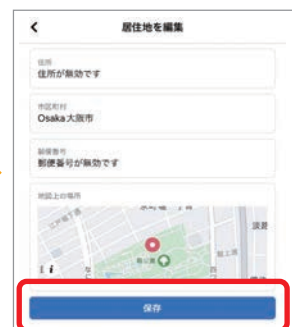 居住地を編集
住所
住所が無効です
市区町村
Osaka 大阪市
郵便番号
郵便番号が無効です
地図上の場所
保存